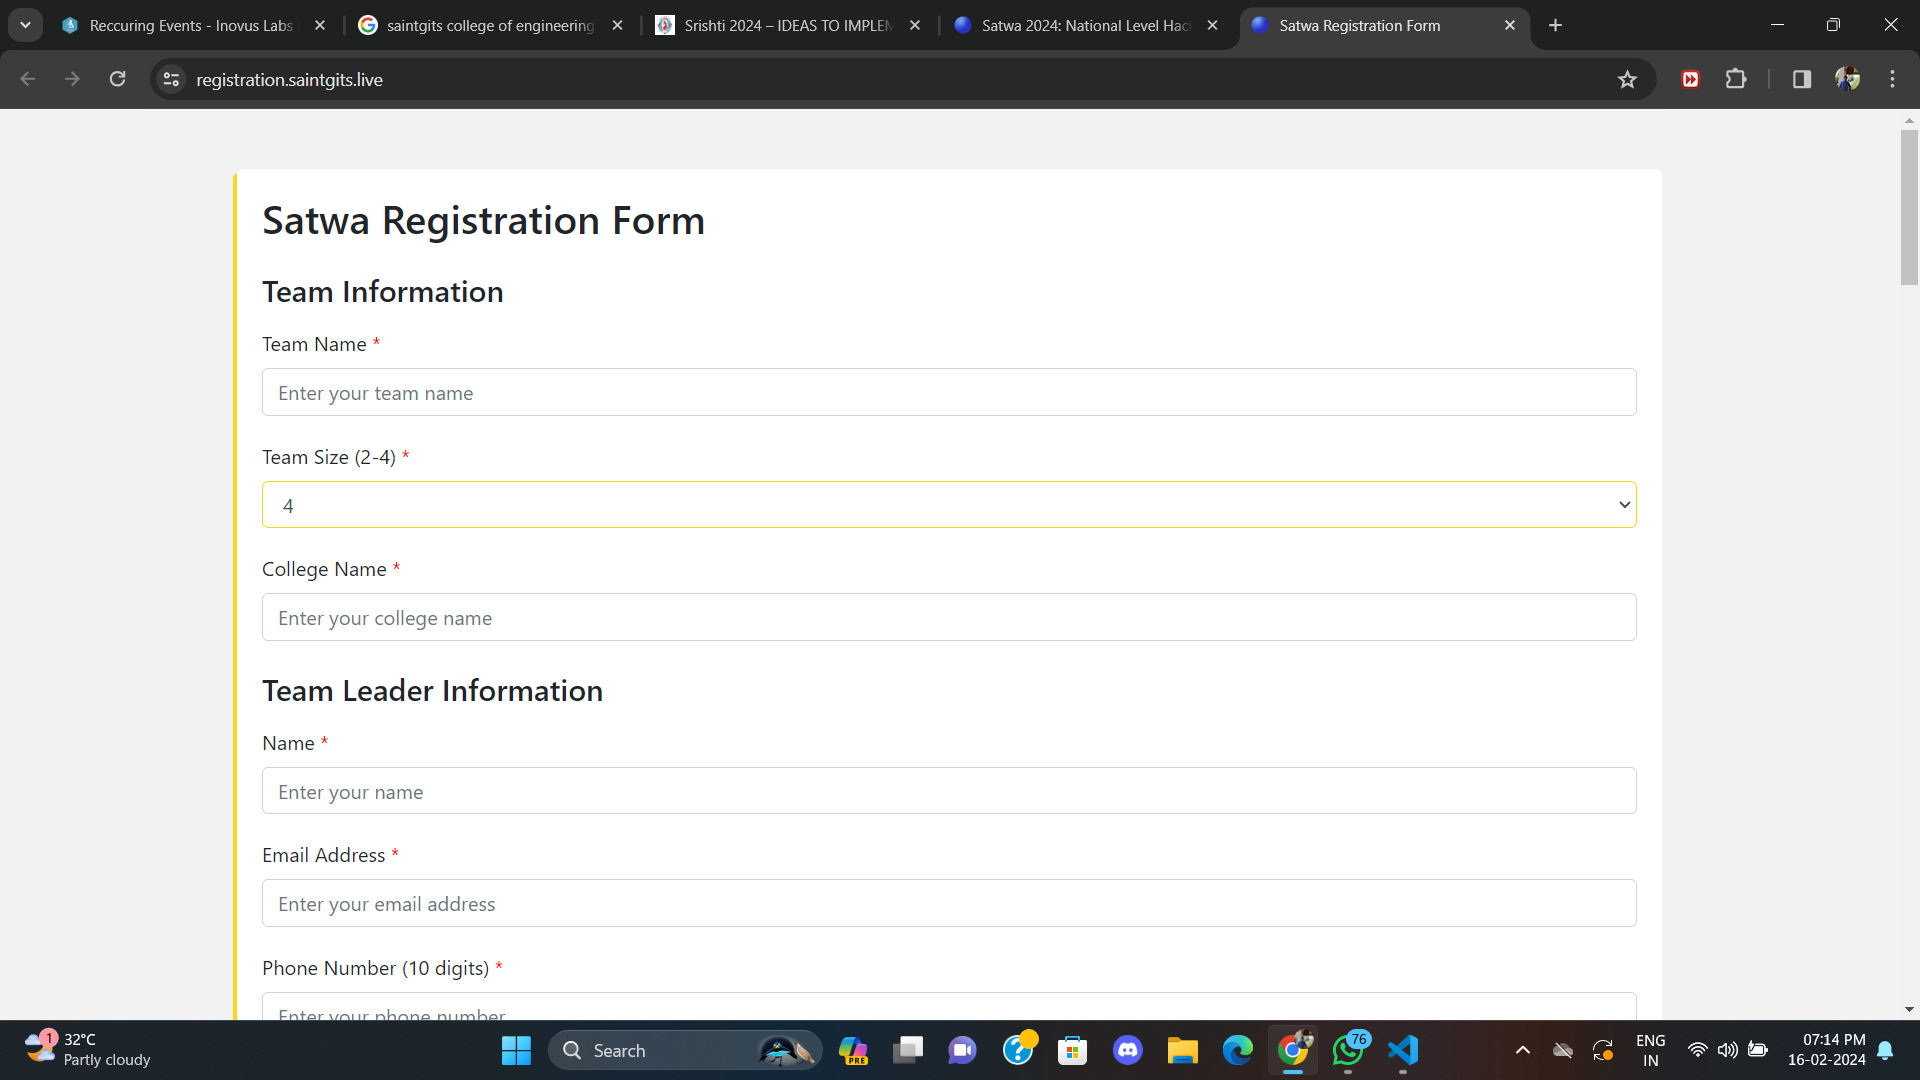 Reccuring Events - Inovus Labs
saintgits college of engineering
Srishti 2024 – IDEAS TO IMPLEM
Satwa 2024: National Level Hac
Satwa Registration Form
registration.saintgits.live
Satwa Registration Form
Team Information
Team Name *
Enter your team name
Team Size (2-4) *
4
College Name *
Enter your college name
Team Leader Information
Name *
Enter your name
Email Address *
Enter your email address
Phone Number (10 digits) *
Enter your phone number
1
32°C
Partly cloudy
Search
PRE
76
ENG
IN
07:14 PM
16-02-2024